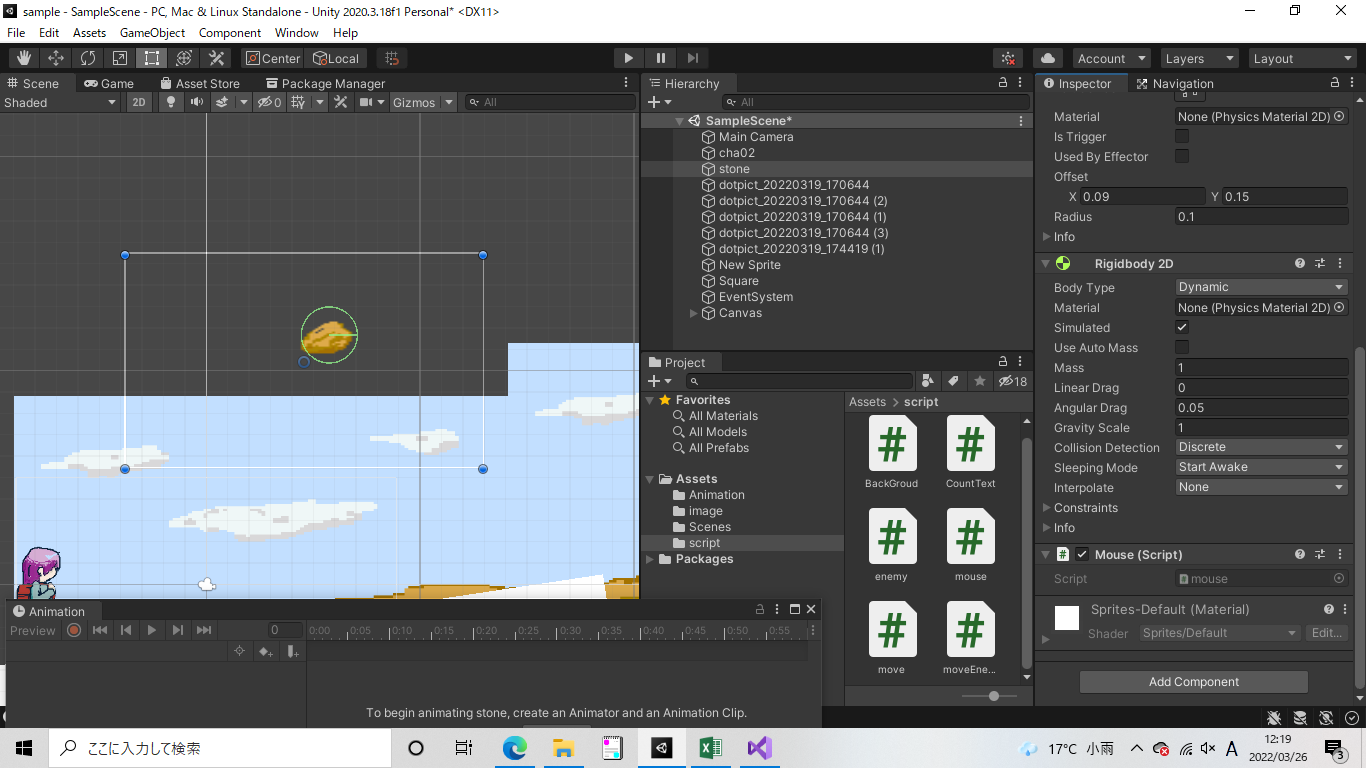 sample - SampleScene - PC, Mac & Linux Standalone - Unity 2020.3.18f1 Personal* <DX11>
File Edit Assets GameObject Component Window Help
Center Local Account Layers Layout
Scene Game Asset Store Package Manager
Shaded 2D 0 Gizmos All
Hierarchy
All
SampleScene*
Main Camera
cha02
stone
dotpict_20220319_170644
dotpict_20220319_170644 (2)
dotpict_20220319_170644 (1)
dotpict_20220319_170644 (3)
dotpict_20220319_174419 (1)
New Sprite
Square
EventSystem
Canvas
Project
18
Favorites
All Materials
All Models
All Prefabs
Assets
Animation
image
Scenes
script
Packages
Assets script
BackGroud CountText
enemy mouse
move moveEne...
Inspector Navigation
Material None (Physics Material 2D)
Is Trigger
Used By Effector
Offset
X 0.09 Y 0.15
Radius 0.1
Info
Rigidbody 2D
Body Type Dynamic
Material None (Physics Material 2D)
Simulated
Use Auto Mass
Mass 1
Linear Drag 0
Angular Drag 0.05
Gravity Scale 1
Collision Detection Discrete
Sleeping Mode Start Awake
Interpolate None
Constraints
Info
Mouse (Script)
Script mouse
Sprites-Default (Material)
Shader Sprites/Default Edit...
Add Component
Animation
Preview 0 0:00 0:05 0:10 0:15 0:20 0:25 0:30 0:35 0:40 0:45 0:50 0:55
To begin animating stone, create an Animator and an Animation Clip.
ここに入力して検索
17°C 小雨 A 12:19
2022/03/26 3